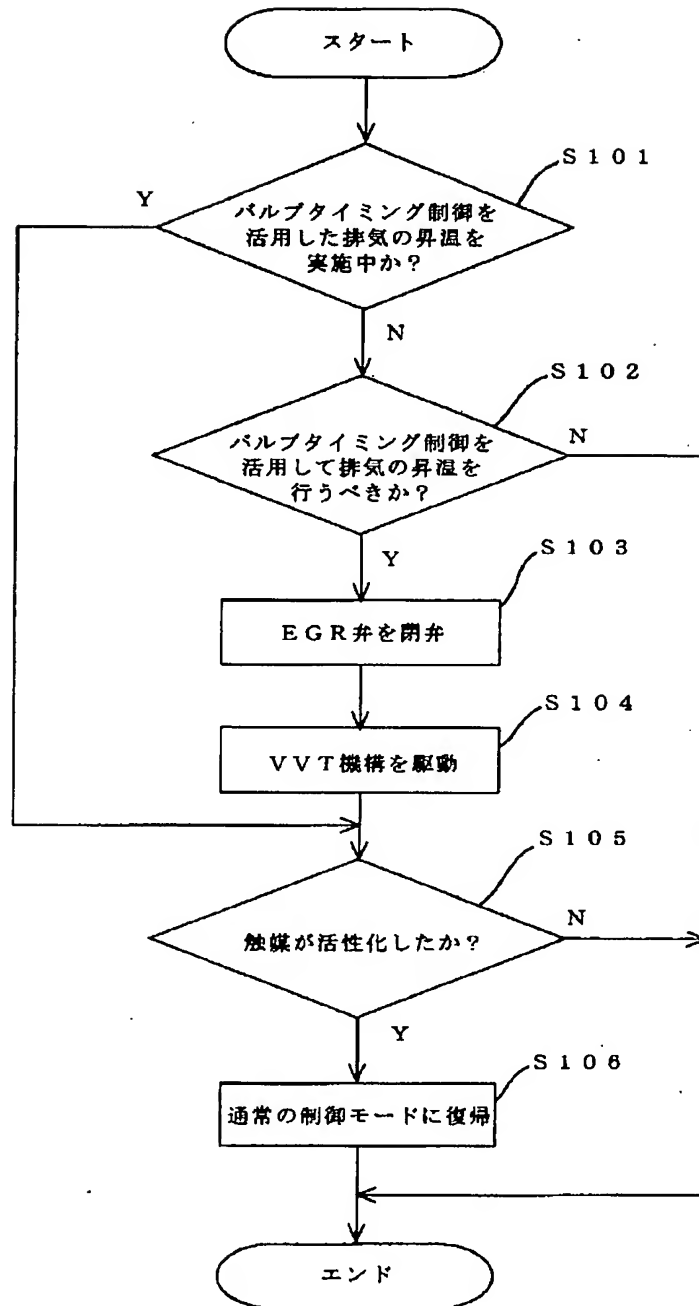 スタート
S101
Y
バルブタイミング制御を
活用した排気の昇温を
実施中か？
N
S102
バルブタイミング制御を
活用して排気の昇温を
行うべきか？
N
Y
S103
EGR弁を閉弁
S104
VVT機構を駆動
S105
触媒が活性化したか？
N
Y
S106
通常の制御モードに復帰
エンド